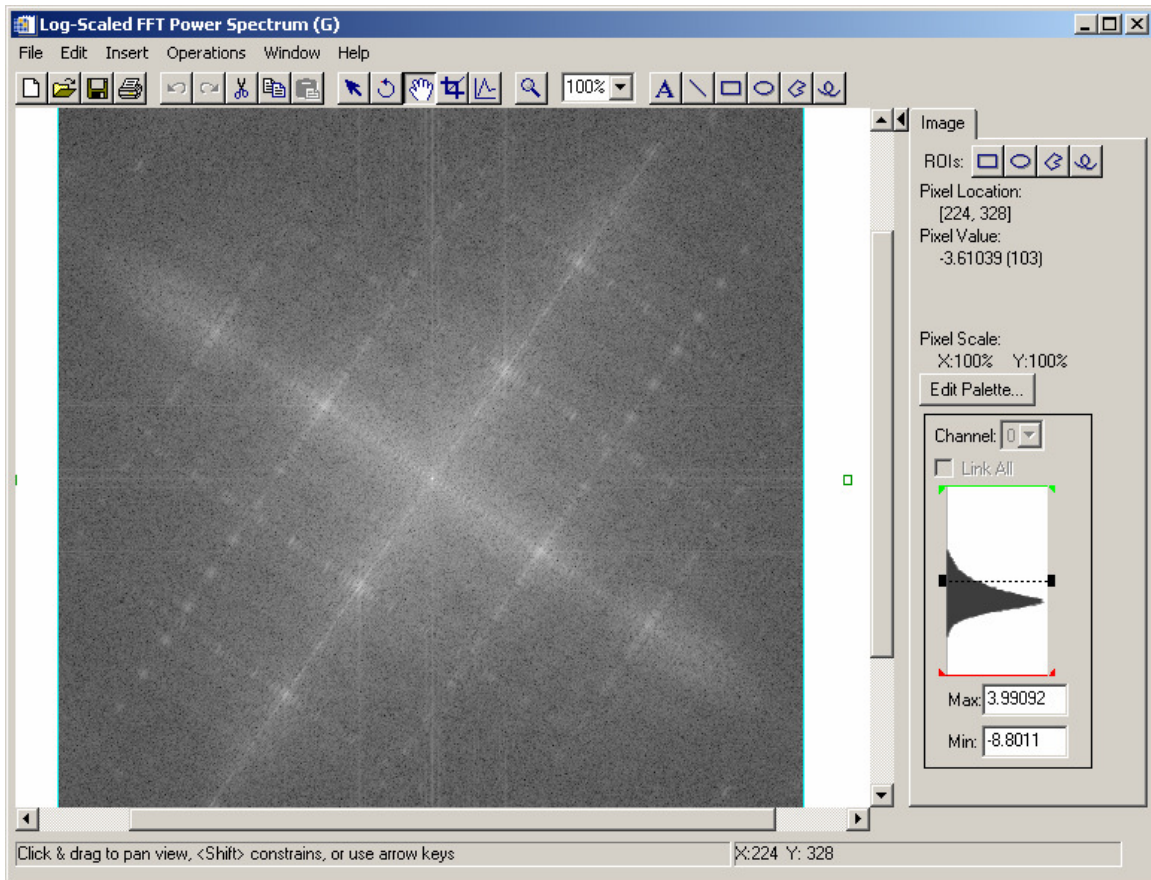 Log-Scaled FFT Power Spectrum (G)
File Edit Insert Operations Window Help
100% A
Image
ROIs:
Pixel Location:
[224, 328]
Pixel Value:
-3.61039 (103)
Pixel Scale:
X:100% Y:100%
Edit Palette...
Channel: 0
Link All
Max: 3.99092
Min: -8.8011
Click & drag to pan view, <Shift> constrains, or use arrow keys
X:224 Y: 328